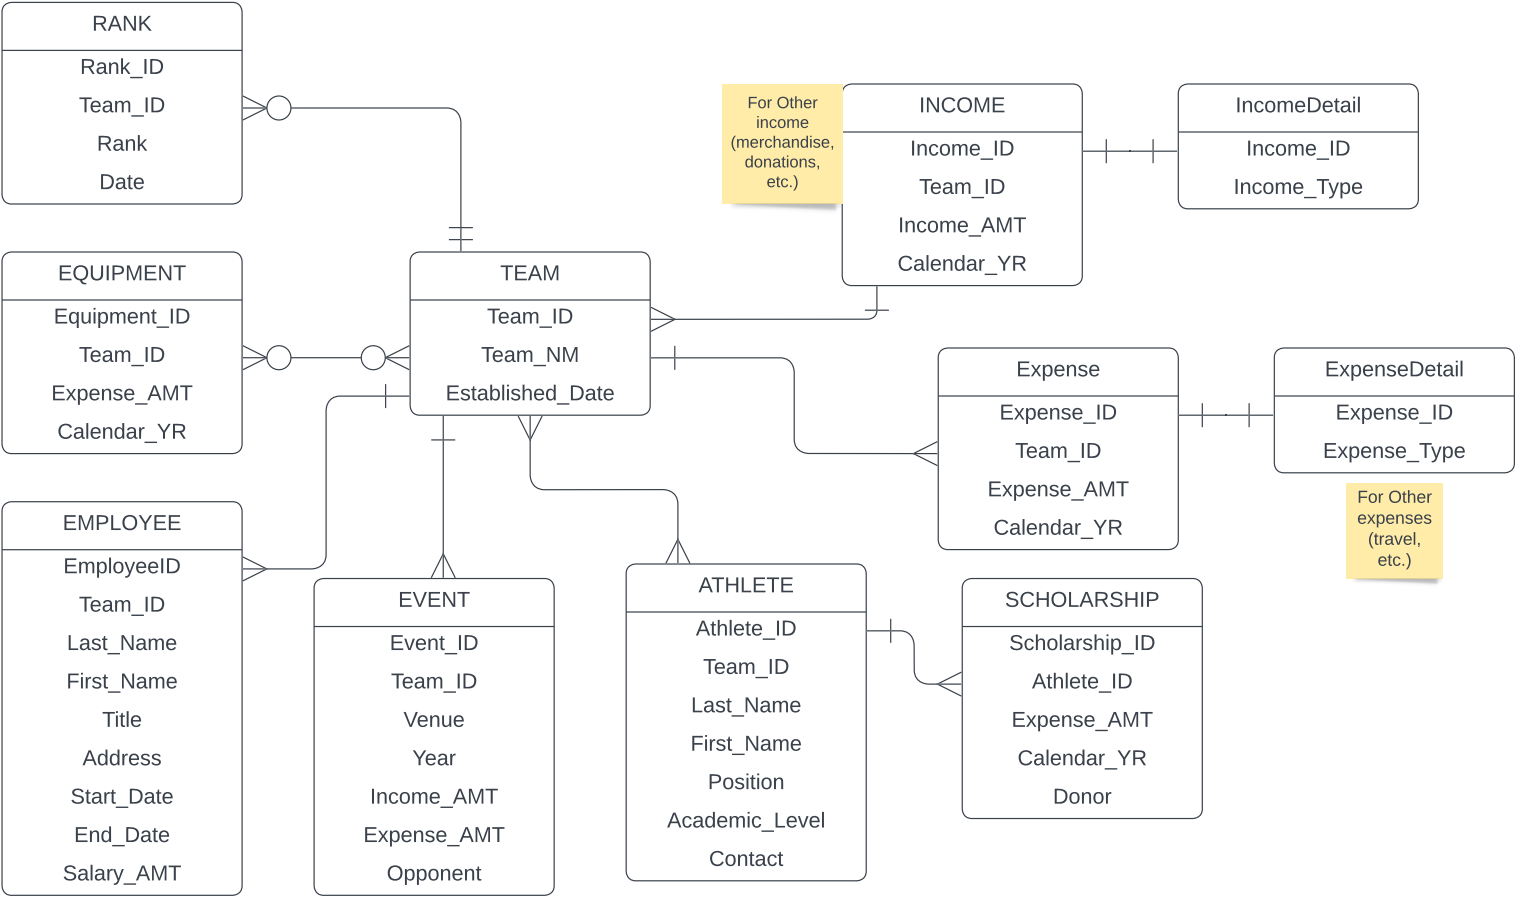 RANK
Rank_ID
Team_ID
Rank
Date
EQUIPMENT
Equipment_ID
Team_ID
Expense_AMT
Calendar_YR
EMPLOYEE
EmployeeID
Team_ID
Last_Name
First_Name
Title
Address
Start_Date
End_Date
Salary_AMT
TEAM
Team_ID
Team_NM
Established_Date
EVENT
Event_ID
Team_ID
Venue
Year
Income_AMT
Expense_AMT
Opponent
For Other
income
(merchandise,
donations,
etc.)
INCOME
Income_ID
Team_ID
Income_AMT
Calendar_YR
IncomeDetail
Income_ID
Income_Type
Expense
Expense_ID
Team_ID
Expense_AMT
Calendar_YR
ExpenseDetail
Expense_ID
Expense_Type
For Other
expenses
(travel,
etc.)
ATHLETE
Athlete_ID
Team_ID
Last_Name
First_Name
Position
Academic_Level
Contact
SCHOLARSHIP
Scholarship_ID
Athlete_ID
Expense_AMT
Calendar_YR
Donor